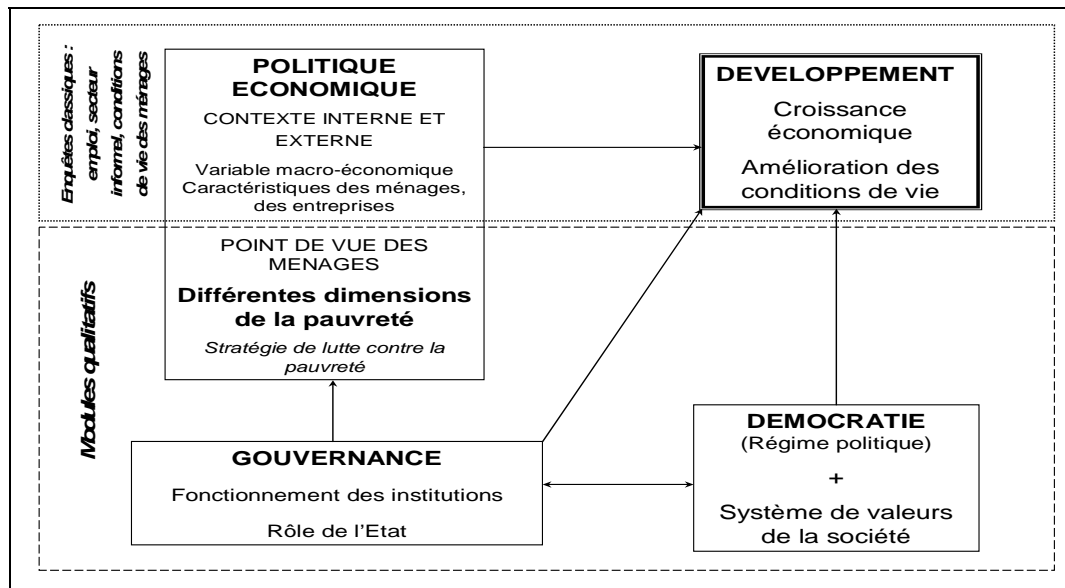 Enquêtes classiques :
emploi, secteur
informel, conditions
de vie des ménages
POLITIQUE
ECONOMIQUE
CONTEXTE INTERNE ET
EXTERNE
Variable macro-économique
Caractéristiques des ménages,
des entreprises
DEVELOPPEMENT
Croissance
économique
Amélioration des
conditions de vie
Modules qualitatifs
POINT DE VUE DES
MENAGES
Différentes dimensions
de la pauvreté
Stratégie de lutte contre la
pauvreté
GOUVERNANCE
Fonctionnement des institutions
Rôle de l'Etat
DEMOCRATIE
(Régime politique)
+
Système de valeurs
de la société